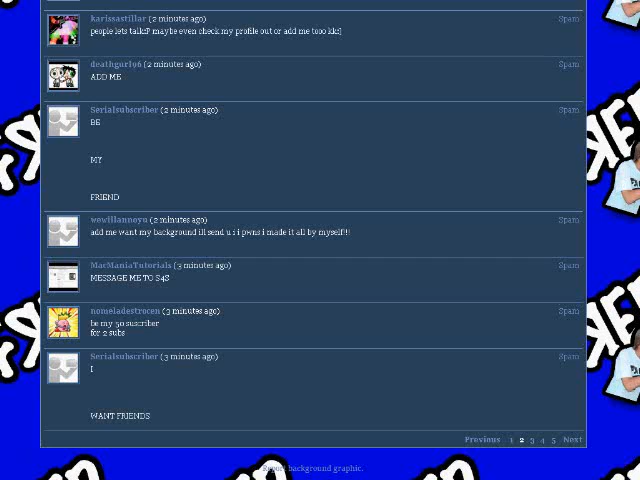 karissastillar (2 minutes ago) Spam
people lets talk:P maybe even check my profile out or add me tooo kk:]
deathgurly6 (2 minutes ago) Spam
ADD ME
Serialsubscriber (2 minutes ago) Spam
BE
MY
FRIEND
wewillannoyu (2 minutes ago) Spam
add me want my background ill send u i i pwns i made it all by myself!!!
MacManiaTutorials (3 minutes ago) Spam
MESSAGE ME TO S4S
nomeladestrocen (3 minutes ago) Spam
be my 50 suscriber
for 2 subs
Serialsubscriber (3 minutes ago) Spam
I
WANT FRIENDS
Previous 1 2 3 4 5 Next
Report background graphic.